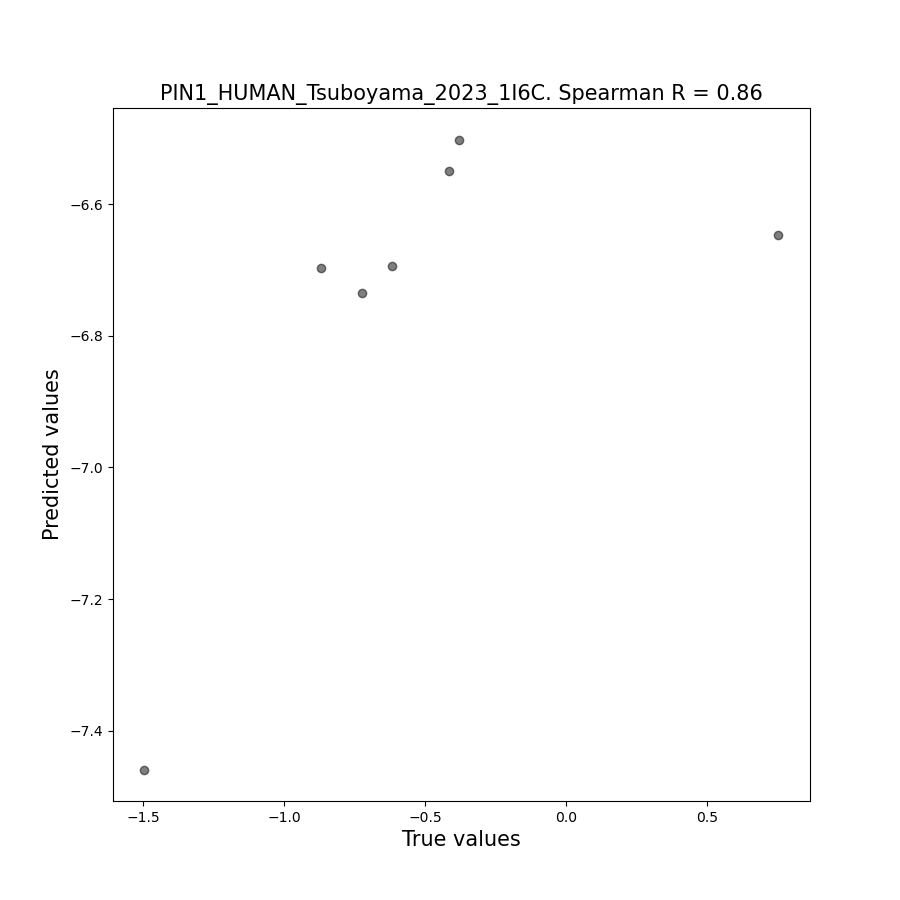 PIN1_HUMAN_Tsuboyama_2023_1I6C. Spearman R = 0.86
Predicted values
−6.6
−6.8
−7.0
−7.2
−7.4
−1.5 −1.0 −0.5 0.0 0.5
True values